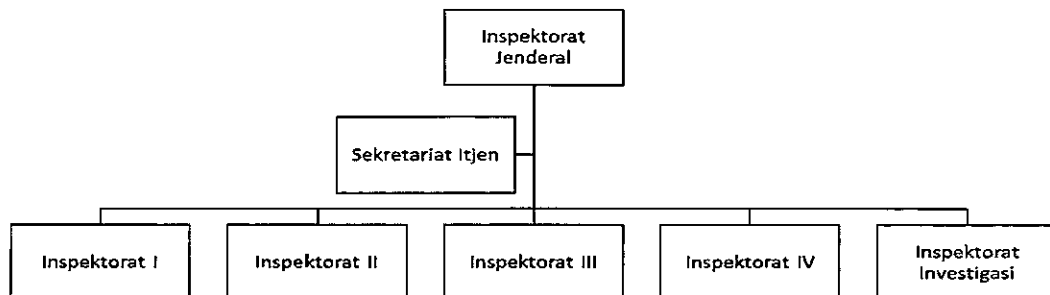 Inspektorat
Jenderal
Sekretariat Itjen
Inspektorat I
Inspektorat II
Inspektorat III
Inspektorat IV
Inspektorat
Investigasi